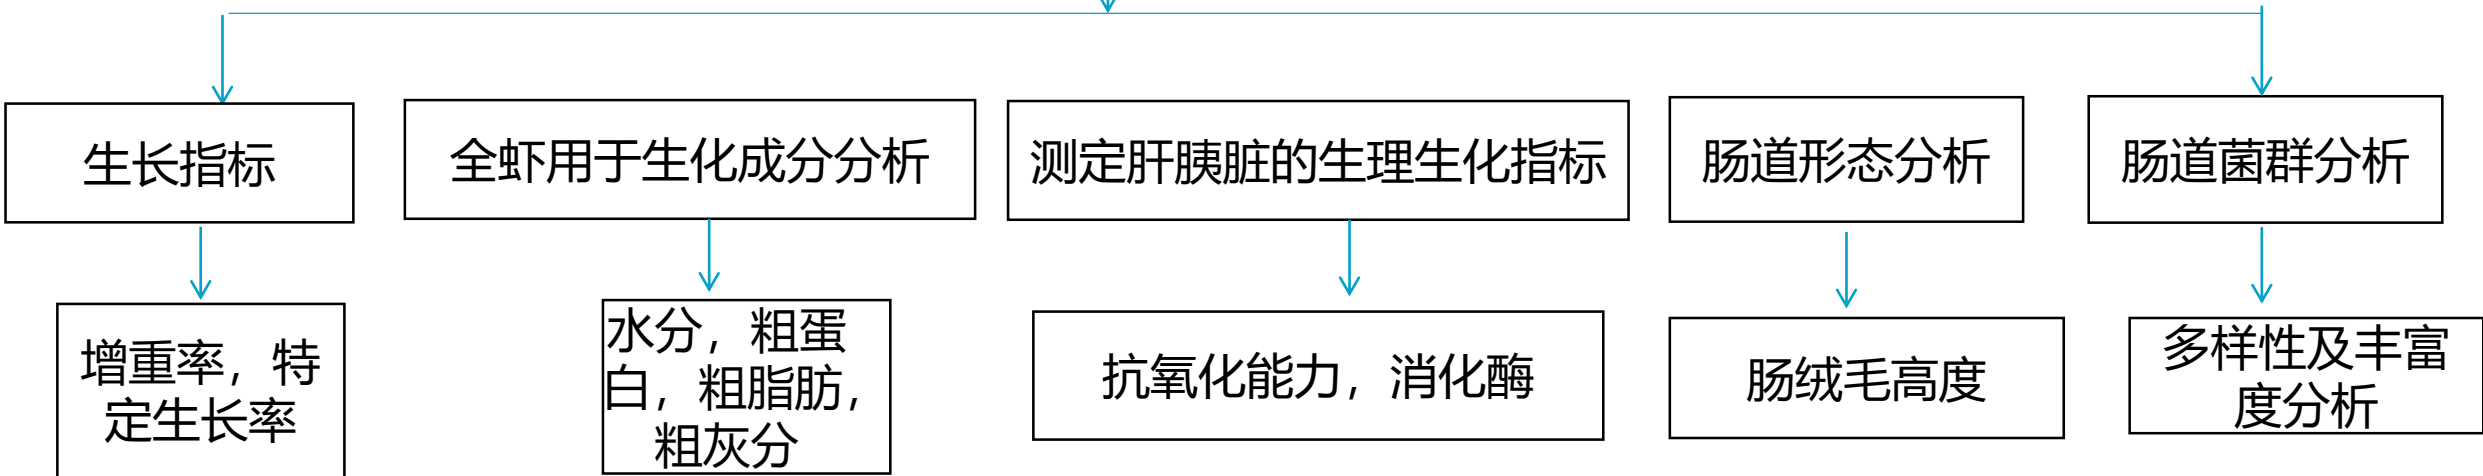 生长指标
全虾用于生化成分分析
测定肝胰脏的生理生化指标
肠道形态分析
肠道菌群分析
增重率，特
定生长率
水分，粗蛋
白，粗脂肪，
粗灰分
抗氧化能力，消化酶
肠绒毛高度
多样性及丰富
度分析